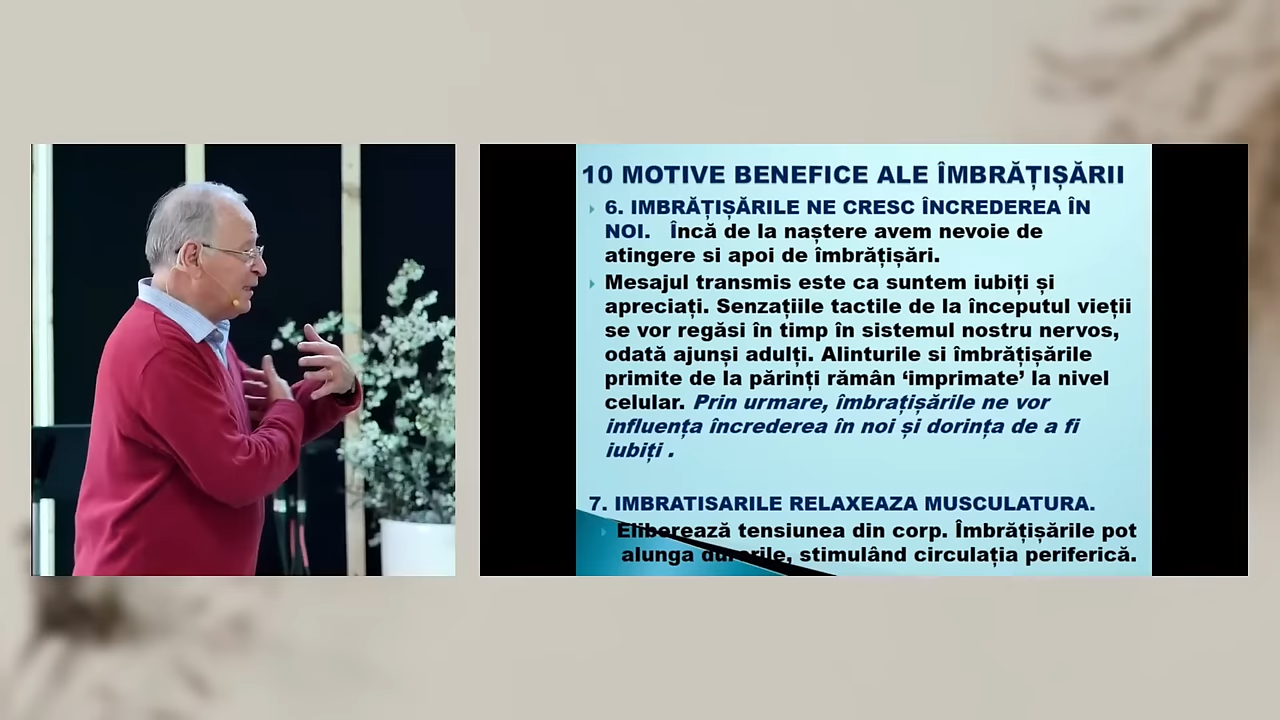 10 MOTIVE BENEFICE ALE ÎMBRĂȚIȘĂRII
6. IMBRĂȚIȘĂRILE NE CRESC ÎNCREDEREA ÎN
NOI. Încă de la naștere avem nevoie de
atingere si apoi de îmbrățișări.
Mesajul transmis este ca suntem iubiți și
apreciați. Senzațiile tactile de la începutul vieții
se vor regăsi în timp în sistemul nostru nervos,
odată ajunși adulți. Alinturile si îmbrățișările
primite de la părinți rămân ‘imprimate’ la nivel
celular. Prin urmare, îmbrațișările ne vor
influența încrederea în noi și dorința de a fi
iubiți .
7. IMBRATISARILE RELAXEAZA MUSCULATURA.
Eliberează tensiunea din corp. Îmbrățișările pot
alunga durerile, stimulând circulația periferică.